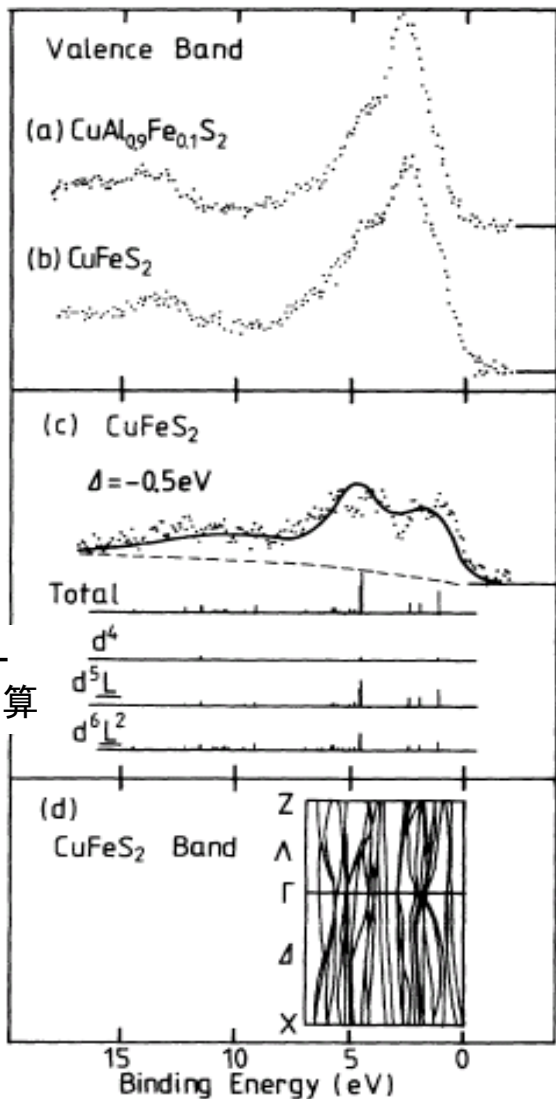 Valence Band
(a) CuAl0.9Fe0.1S2
(b) CuFeS2
(c) CuFeS2
Δ=-0.5eV
Total
d⁴
d⁵L
算
d⁶L²
(d)
CuFeS2 Band
Z
Λ
Γ
Δ
X
15 10 5 0
Binding Energy (eV)